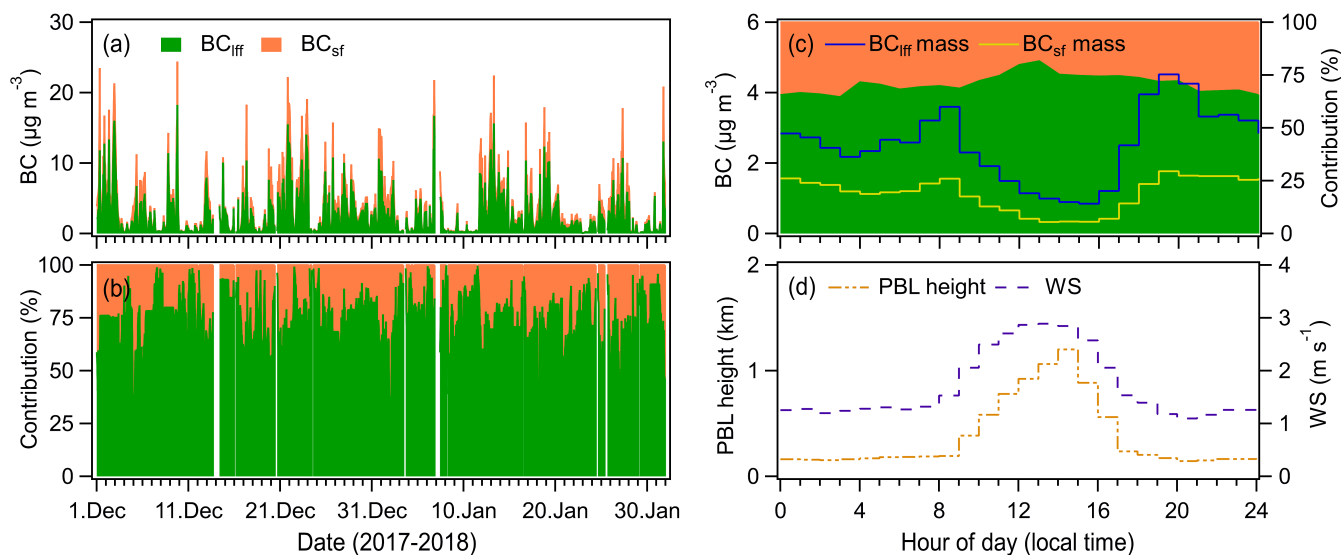 (a) BC_lff BC_sf
30
20
10
0
BC (µg m⁻³)
(b)
100
75
50
25
0
Contribution (%)
1.Dec 11.Dec 21.Dec 31.Dec 10.Jan 20.Jan 30.Jan
Date (2017-2018)
(c) BC_lff mass BC_sf mass
6
4
2
0
BC (µg m⁻³)
100
75
50
25
0
Contribution (%)
(d) PBL height WS
2
1
0
PBL height (km)
4
3
2
1
0
WS (m s⁻¹)
0 4 8 12 16 20 24
Hour of day (local time)